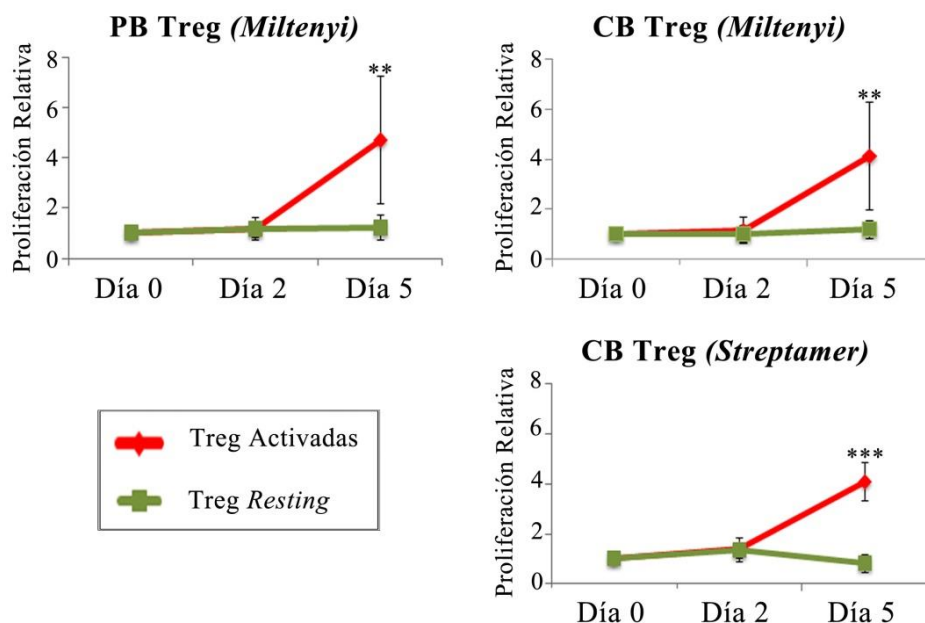 PB Treg (Miltenyi)
Proliferación Relativa
8
**
6
4
2
0
Día 0 Día 2 Día 5
CB Treg (Miltenyi)
Proliferación Relativa
8
**
6
4
2
0
Día 0 Día 2 Día 5
Treg Activadas
Treg Resting
CB Treg (Streptamer)
Proliferación Relativa
8
6
***
4
2
0
Día 0 Día 2 Día 5